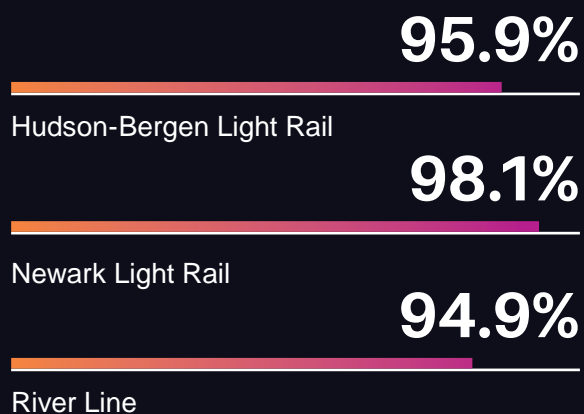 95.9%
Hudson-Bergen Light Rail
98.1%
Newark Light Rail
94.9%
River Line